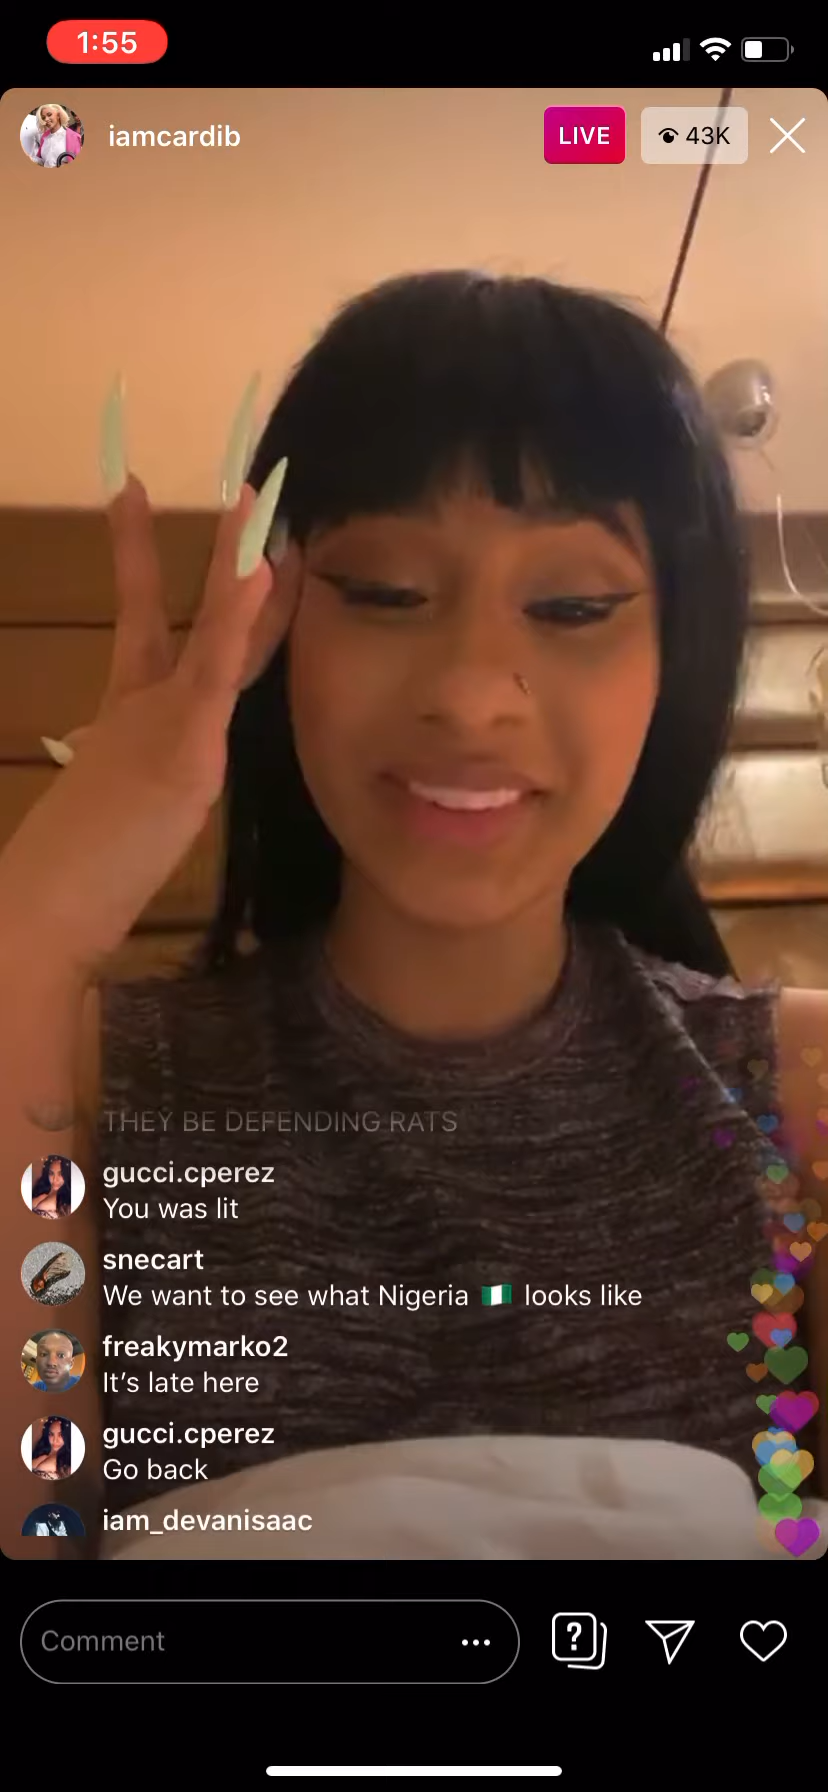 1:55
iamcardib
LIVE
43K
THEY BE DEFENDING RATS
gucci.cperez
You was lit
snecart
We want to see what Nigeria 🇳🇬 looks like
freakymarko2
It's late here
gucci.cperez
Go back
iam_devanisaac
Comment